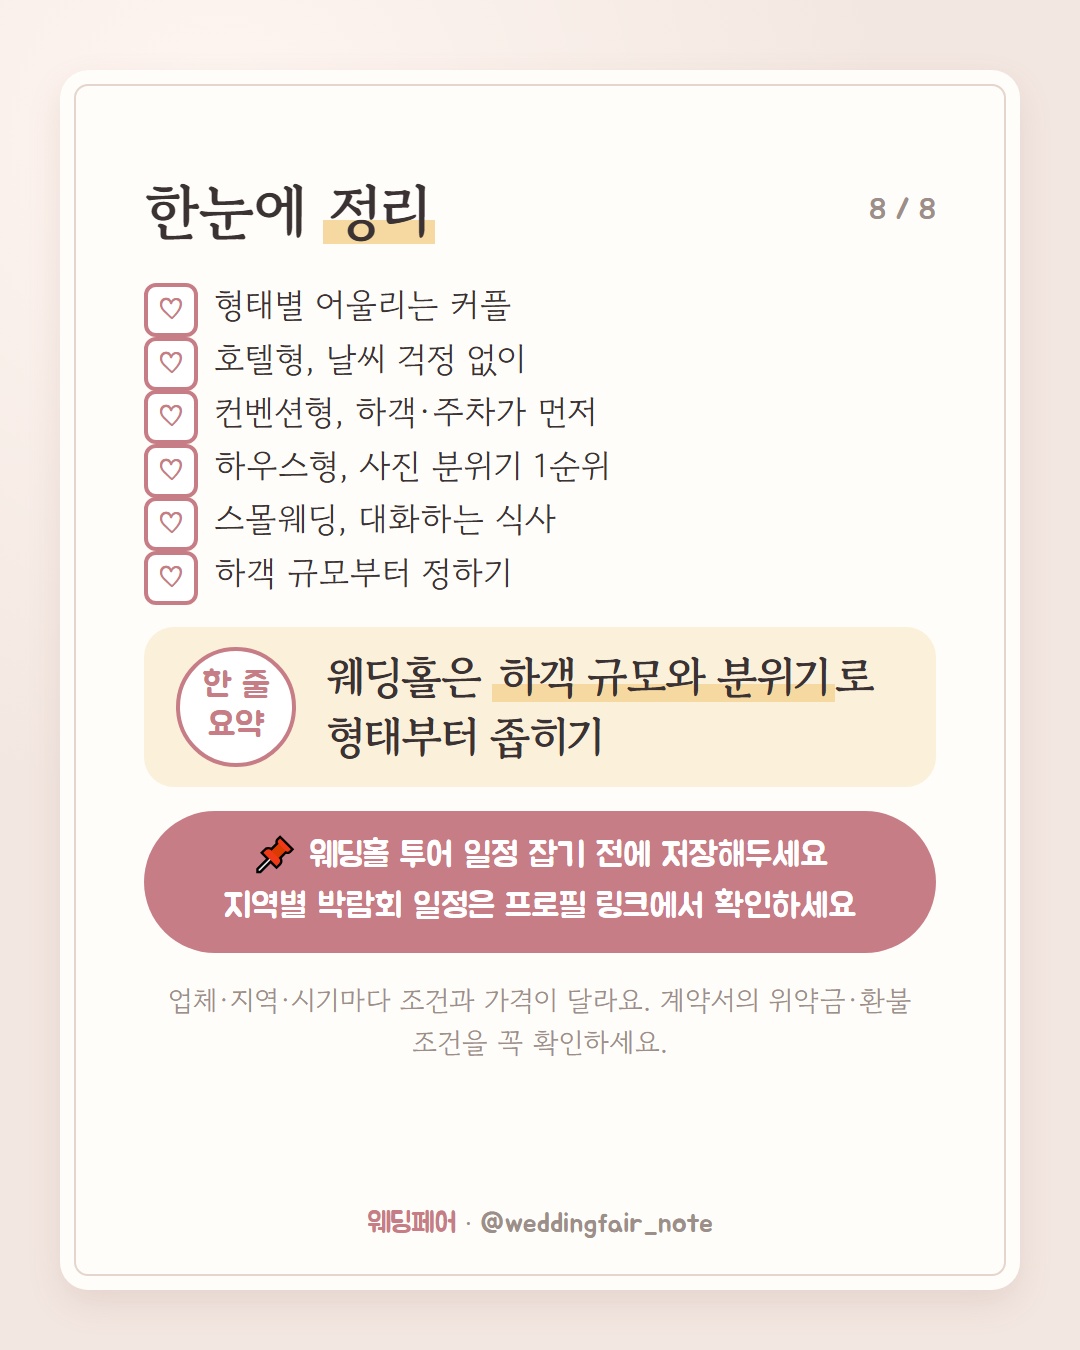 한눈에 정리
8 / 8
형태별 어울리는 커플
호텔형, 날씨 걱정 없이
컨벤션형, 하객·주차가 먼저
하우스형, 사진 분위기 1순위
스몰웨딩, 대화하는 식사
하객 규모부터 정하기
한 줄
요약
웨딩홀은 하객 규모와 분위기로
형태부터 좁히기
📌 웨딩홀 투어 일정 잡기 전에 저장해두세요
지역별 박람회 일정은 프로필 링크에서 확인하세요
업체·지역·시기마다 조건과 가격이 달라요. 계약서의 위약금·환불
조건을 꼭 확인하세요.
웨딩페어 · @weddingfair_note